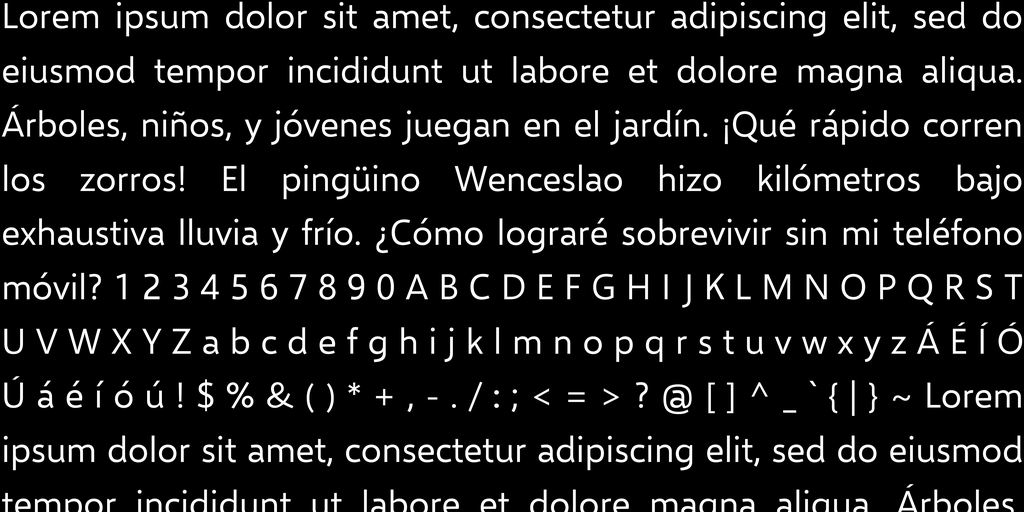 Lorem ipsum dolor sit amet, consectetur adipiscing elit, sed do
eiusmod tempor incididunt ut labore et dolore magna aliqua.
Árboles, niños, y jóvenes juegan en el jardín. ¡Qué rápido corren
los zorros! El pingüino Wenceslao hizo kilómetros bajo
exhaustiva lluvia y frío. ¿Cómo lograré sobrevivir sin mi teléfono
móvil? 1 2 3 4 5 6 7 8 9 0 A B C D E F G H I J K L M N O P Q R S T
U V W X Y Z a b c d e f g h i j k l m n o p q r s t u v w x y z Á É Í Ó
Ú á é í ó ú ! $ % & ( ) * + , - . / : ; < = > ? @ [ ] ^ _ ` { | } ~ Lorem
ipsum dolor sit amet, consectetur adipiscing elit, sed do eiusmod
tempor incididunt ut labore et dolore magna aliqua. Árboles,